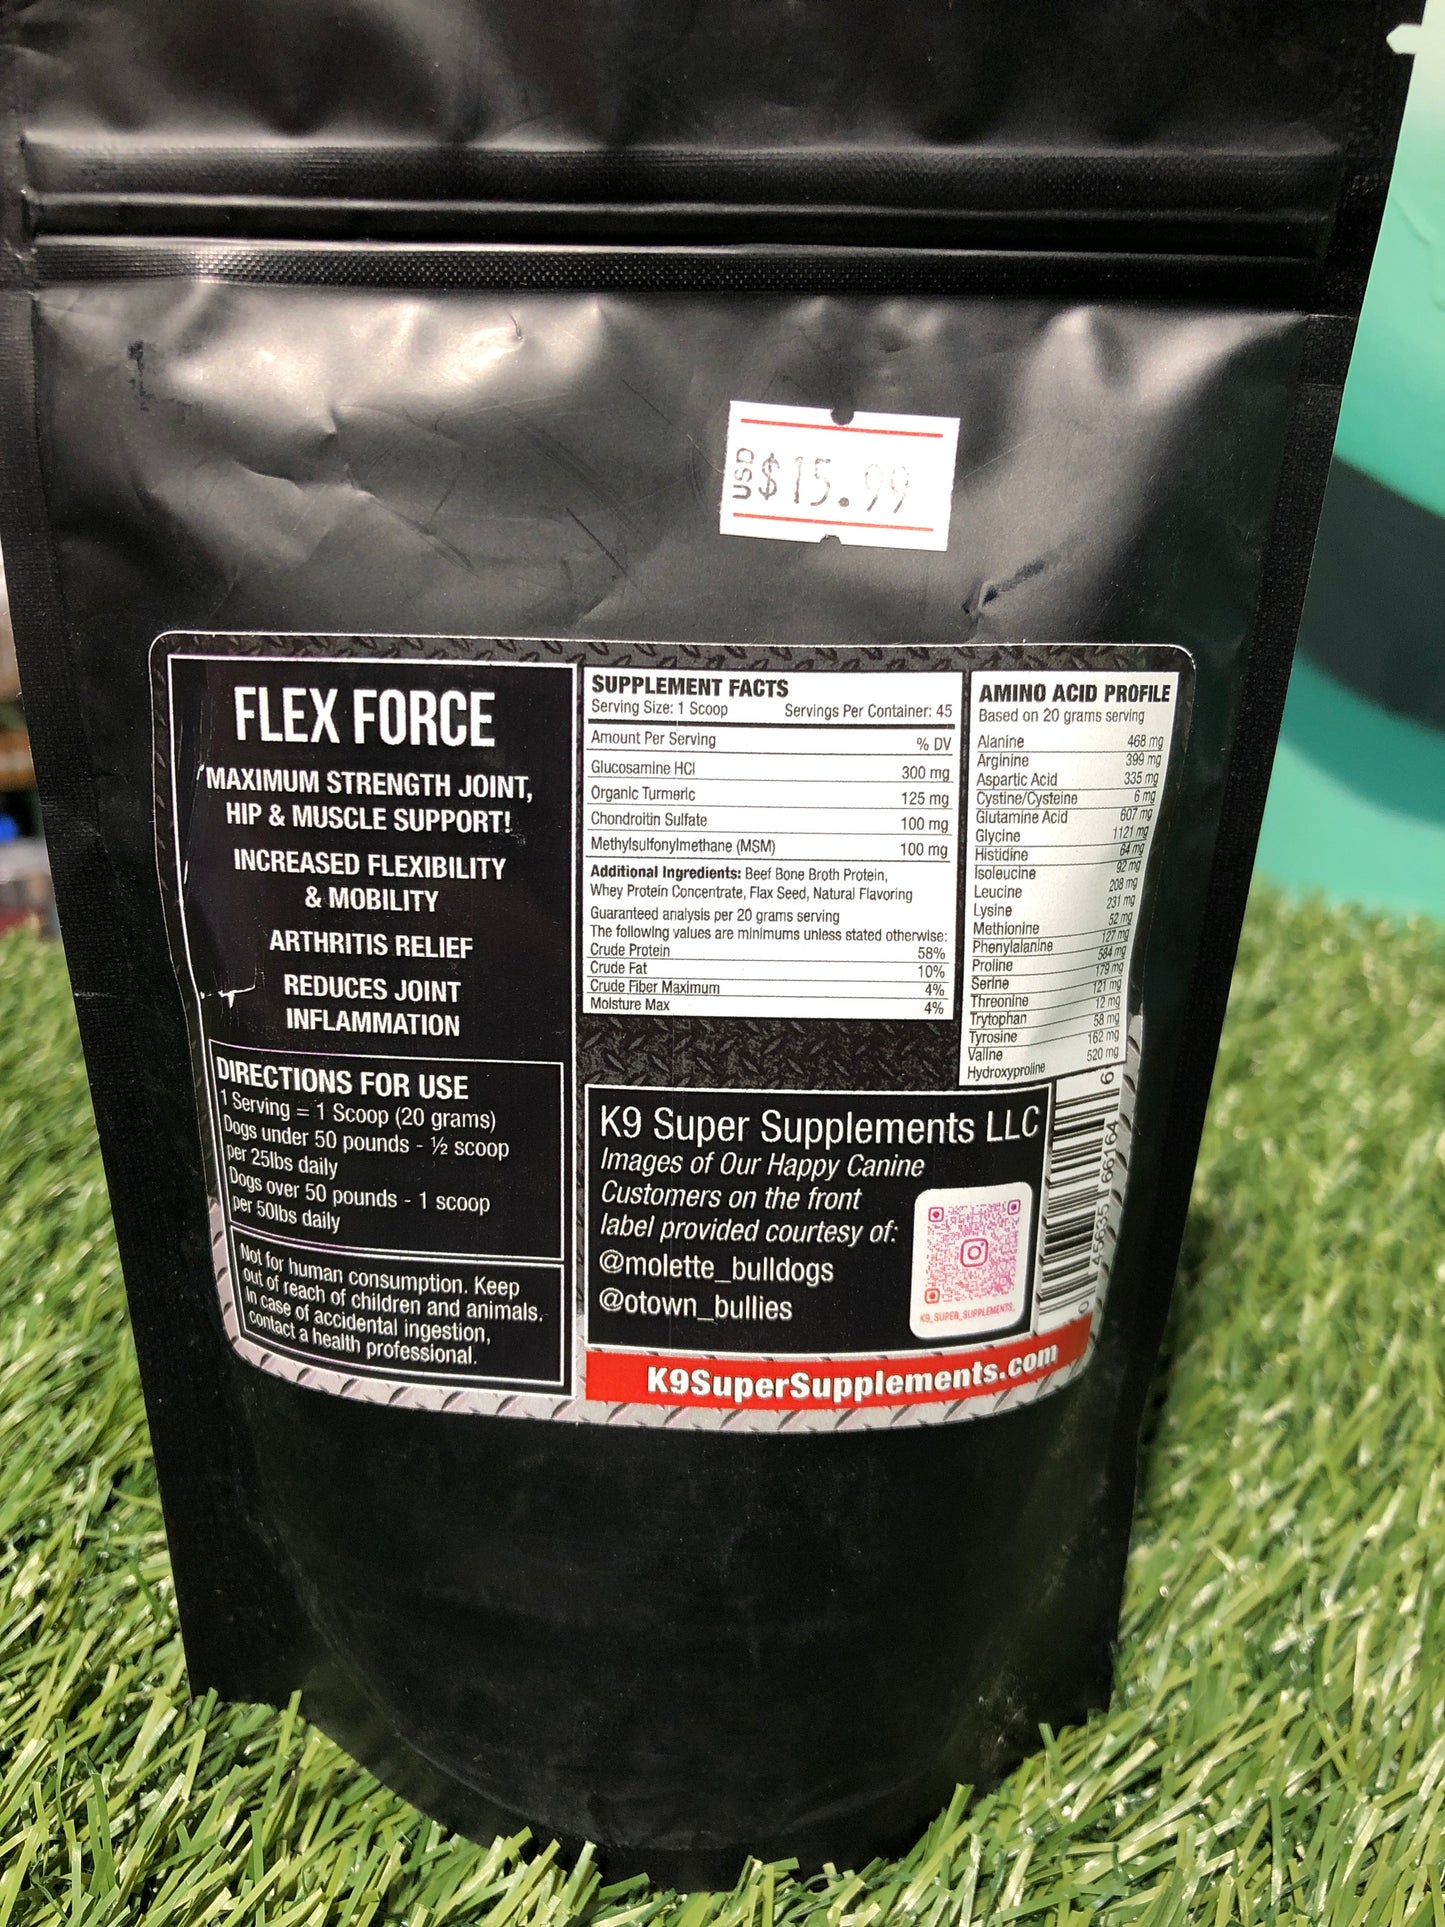 USD $15.99
FLEX FORCE
MAXIMUM STRENGTH JOINT,
HIP & MUSCLE SUPPORT!
INCREASED FLEXIBILITY
& MOBILITY
ARTHRITIS RELIEF
REDUCES JOINT
INFLAMMATION
DIRECTIONS FOR USE
1 Serving = 1 Scoop (20 grams)
Dogs under 50 pounds - ½ scoop
per 25lbs daily
Dogs over 50 pounds - 1 scoop
per 50lbs daily
Not for human consumption. Keep
out of reach of children and animals.
In case of accidental ingestion,
contact a health professional.
SUPPLEMENT FACTS
Serving Size: 1 Scoop Servings Per Container: 45
Amount Per Serving % DV
Glucosamine HCl 300 mg
Organic Turmeric 125 mg
Chondroitin Sulfate 100 mg
Methylsulfonylmethane (MSM) 100 mg
Additional Ingredients: Beef Bone Broth Protein,
Whey Protein Concentrate, Flax Seed, Natural Flavoring
Guaranteed analysis per 20 grams serving
The following values are minimums unless stated otherwise:
Crude Protein 58%
Crude Fat 10%
Crude Fiber Maximum 4%
Moisture Max 4%
AMINO ACID PROFILE
Based on 20 grams serving
Alanine 468 mg
Arginine 399 mg
Aspartic Acid 335 mg
Cystine/Cysteine 6 mg
Glutamine Acid 607 mg
Glycine 1121 mg
Histidine 64 mg
Isoleucine 92 mg
Leucine 208 mg
Lysine 231 mg
Methionine 52 mg
Phenylalanine 127 mg
Proline 584 mg
Serine 179 mg
Threonine 121 mg
Trytophan 12 mg
Tyrosine 58 mg
Valine 162 mg
Hydroxyproline 520 mg
K9 Super Supplements LLC
Images of Our Happy Canine
Customers on the front
label provided courtesy of:
@molette_bulldogs
@otown_bullies
K9_SUPER_SUPPLEMENTS_
0 45635 66164 6
K9SuperSupplements.com